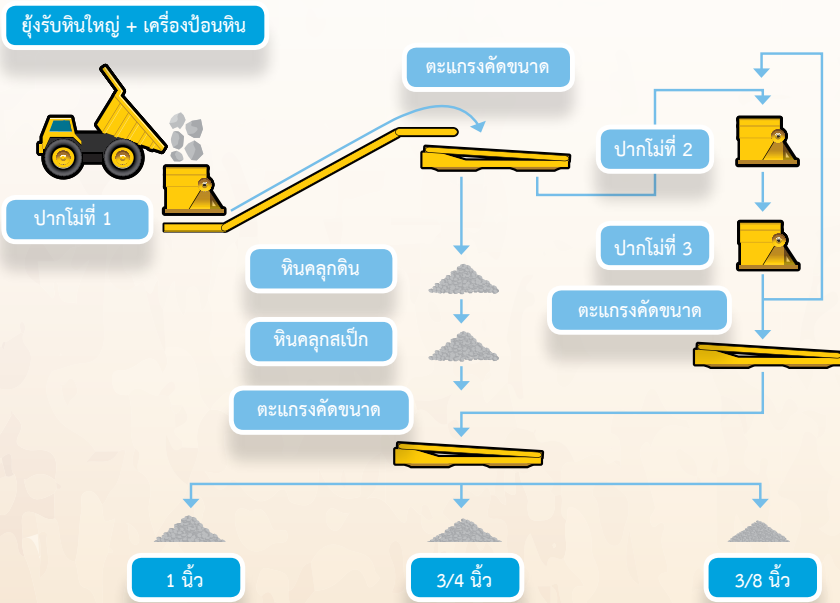 ยุ้งรับหินใหญ่ + เครื่องป้อนหิน
ตะแกรงคัดขนาด
ปากโม่ที่ 2
ปากโม่ที่ 1
ปากโม่ที่ 3
หินคลุกดิน
ตะแกรงคัดขนาด
หินคลุกสเป็ก
ตะแกรงคัดขนาด
1 นิ้ว
3/4 นิ้ว
3/8 นิ้ว